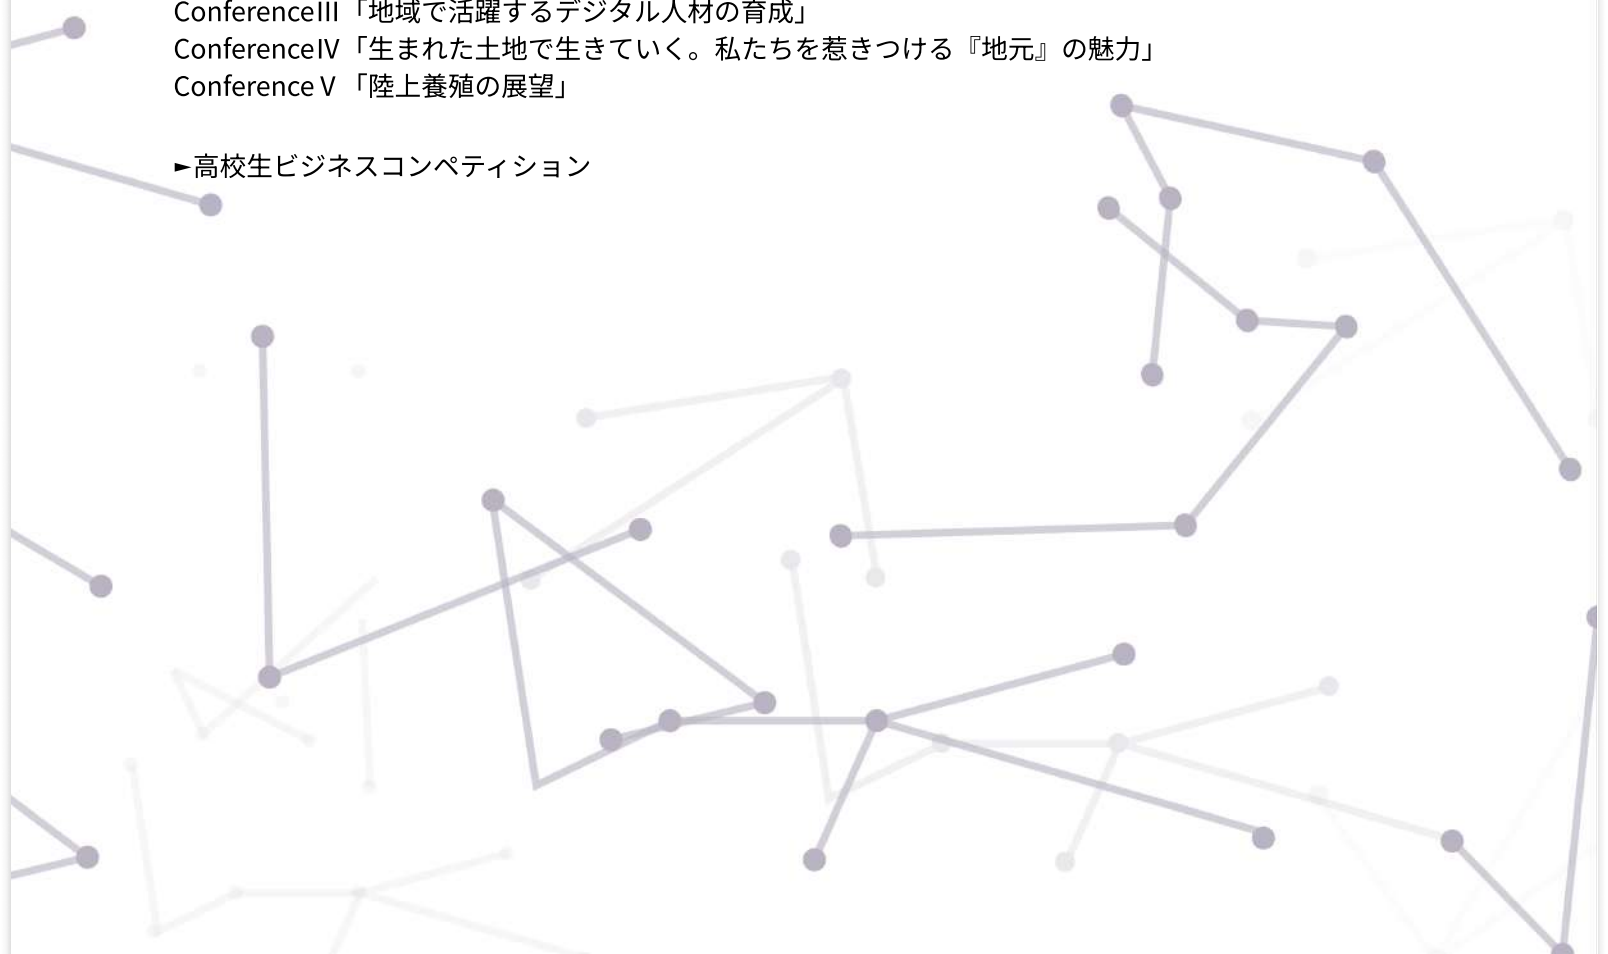 ConferenceⅢ「地域で活躍するデジタル人材の育成」
ConferenceⅣ「生まれた土地で生きていく。私たちを惹きつける『地元』の魅力」
ConferenceⅤ「陸上養殖の展望」
►高校生ビジネスコンペティション